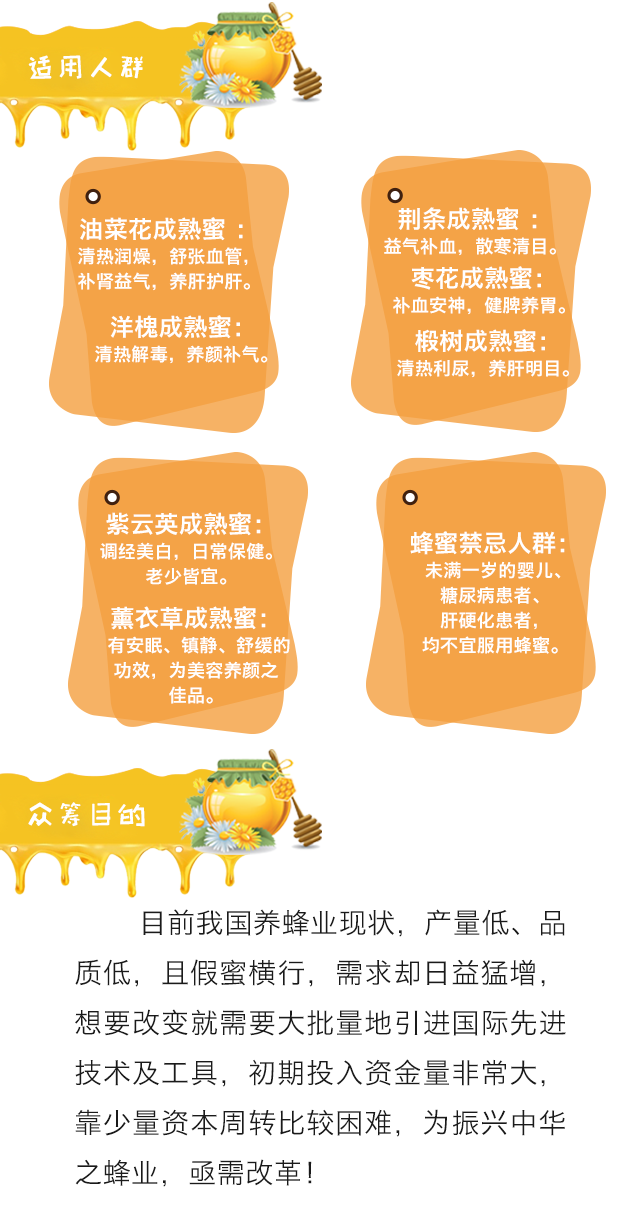 适用人群
油菜花成熟蜜：
清热润燥，舒张血管，
补肾益气，养肝护肝。
洋槐成熟蜜：
清热解毒，养颜补气。
荆条成熟蜜：
益气补血，散寒清目。
枣花成熟蜜：
补血安神，健脾养胃。
椴树成熟蜜：
清热利尿，养肝明目。
紫云英成熟蜜：
调经美白，日常保健。
老少皆宜。
薰衣草成熟蜜：
有安眠、镇静、舒缓的
功效，为美容养颜之
佳品。
蜂蜜禁忌人群：
未满一岁的婴儿、
糖尿病患者、
肝硬化患者，
均不宜服用蜂蜜。
众筹目的
目前我国养蜂业现状，产量低、品
质低，且假蜜横行，需求却日益猛增，
想要改变就需要大批量地引进国际先进
技术及工具，初期投入资金量非常大，
靠少量资本周转比较困难，为振兴中华
之蜂业，亟需改革！